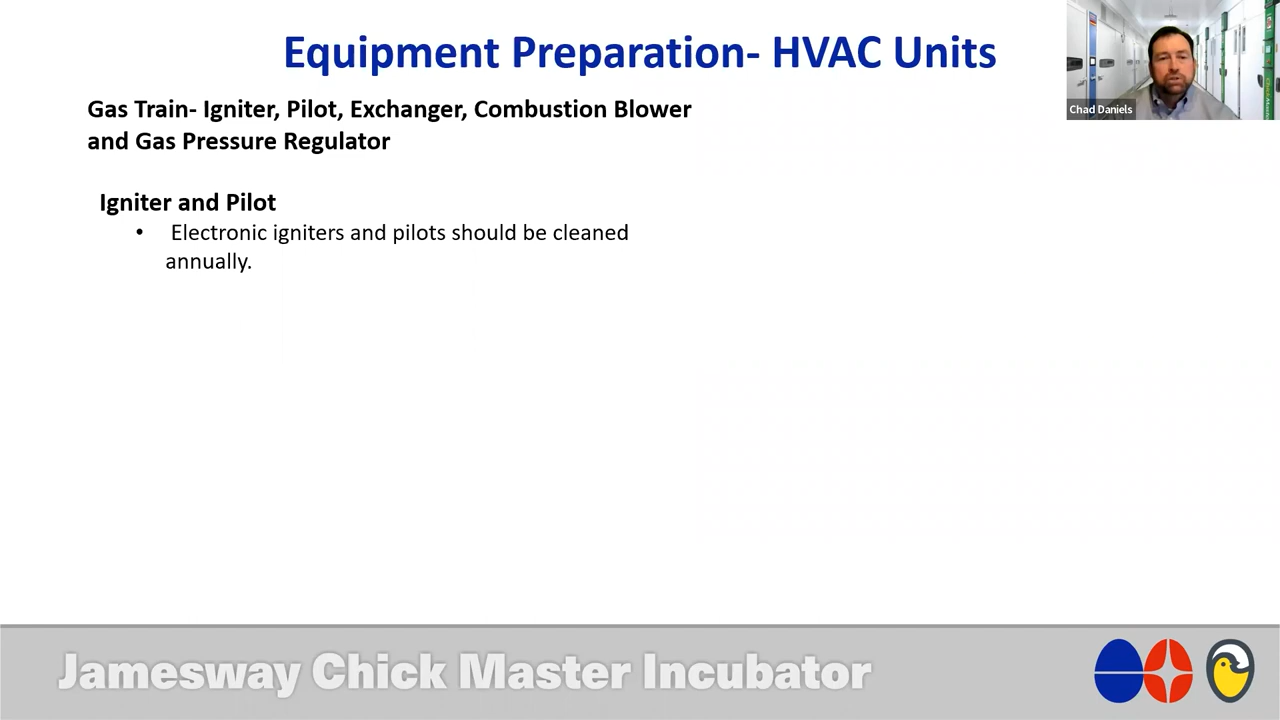 Equipment Preparation- HVAC Units
Chad Daniels
Gas Train- Igniter, Pilot, Exchanger, Combustion Blower
and Gas Pressure Regulator
Igniter and Pilot
• Electronic igniters and pilots should be cleaned
annually.
Jamesway Chick Master Incubator